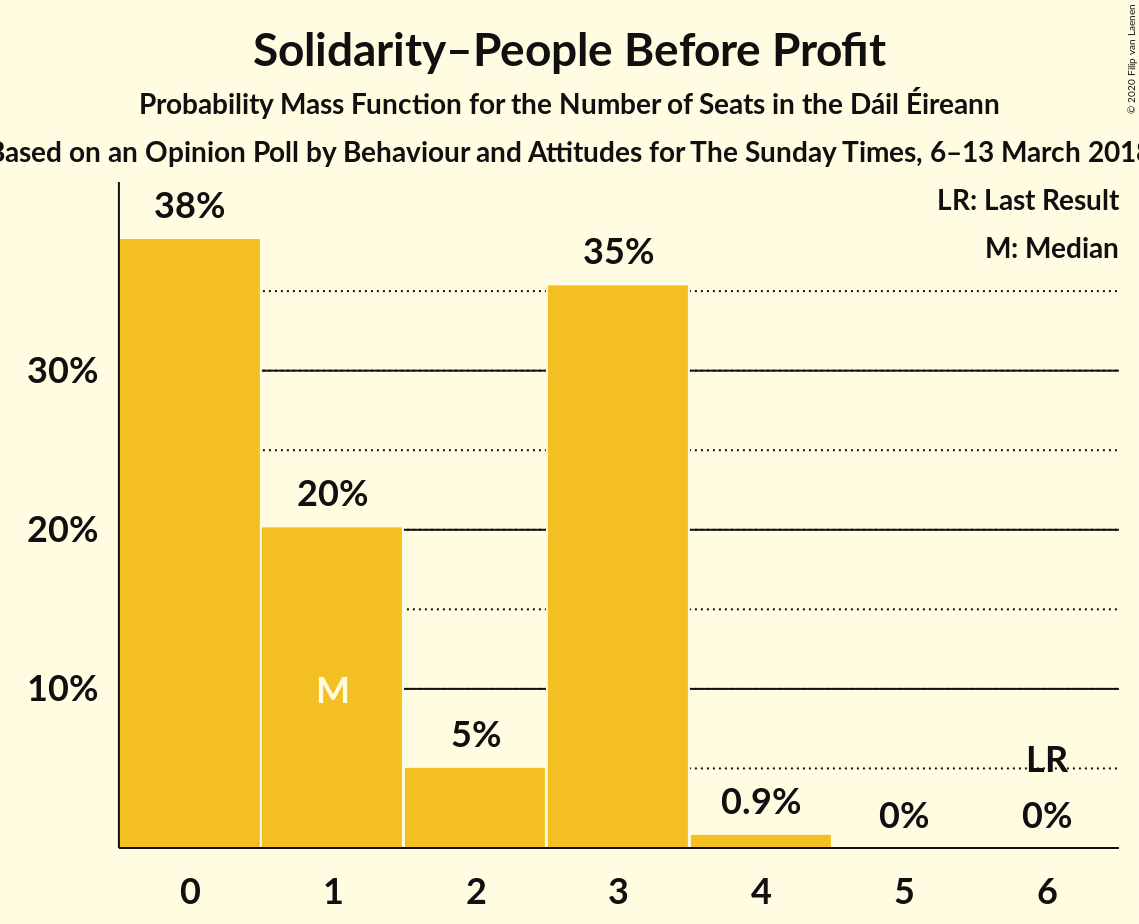 Solidarity–People Before Profit
Probability Mass Function for the Number of Seats in the Dáil Éireann
Based on an Opinion Poll by Behaviour and Attitudes for The Sunday Times, 6–13 March 2018
© 2020 Filip van Laenen
LR: Last Result
M: Median
38%
35%
30%
20%
20%
M
10%
5%
LR
0.9%
0%
0%
0
1
2
3
4
5
6